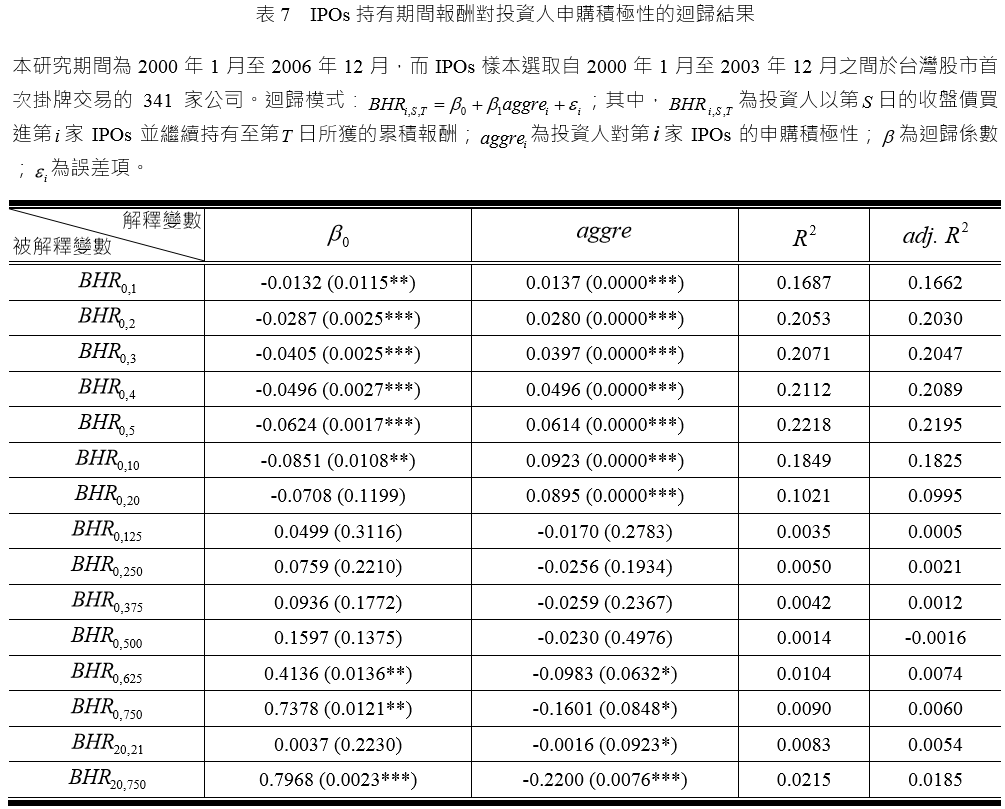 表 7 IPOs 持有期間報酬對投資人申購積極性的迴歸結果
本研究期間為 2000 年 1 月至 2006 年 12 月，而 IPOs 樣本選取自 2000 年 1 月至 2003 年 12 月之間於台灣股市首
次掛牌交易的 341 家公司。迴歸模式：BHR_{i,S,T} = β_0 + β_1 aggre_i + ε_i；其中，BHR_{i,S,T} 為投資人以第 S 日的收盤價買
進第 i 家 IPOs 並繼續持有至第 T 日所獲的累積報酬；aggre_i 為投資人對第 i 家 IPOs 的申購積極性；β 為迴歸係數
；ε_i 為誤差項。
解釋變數
被解釋變數 β_0 aggre R^2 adj. R^2
BHR_{0,1} -0.0132 (0.0115**) 0.0137 (0.0000***) 0.1687 0.1662
BHR_{0,2} -0.0287 (0.0025***) 0.0280 (0.0000***) 0.2053 0.2030
BHR_{0,3} -0.0405 (0.0025***) 0.0397 (0.0000***) 0.2071 0.2047
BHR_{0,4} -0.0496 (0.0027***) 0.0496 (0.0000***) 0.2112 0.2089
BHR_{0,5} -0.0624 (0.0017***) 0.0614 (0.0000***) 0.2218 0.2195
BHR_{0,10} -0.0851 (0.0108**) 0.0923 (0.0000***) 0.1849 0.1825
BHR_{0,20} -0.0708 (0.1199) 0.0895 (0.0000***) 0.1021 0.0995
BHR_{0,125} 0.0499 (0.3116) -0.0170 (0.2783) 0.0035 0.0005
BHR_{0,250} 0.0759 (0.2210) -0.0256 (0.1934) 0.0050 0.0021
BHR_{0,375} 0.0936 (0.1772) -0.0259 (0.2367) 0.0042 0.0012
BHR_{0,500} 0.1597 (0.1375) -0.0230 (0.4976) 0.0014 -0.0016
BHR_{0,625} 0.4136 (0.0136**) -0.0983 (0.0632*) 0.0104 0.0074
BHR_{0,750} 0.7378 (0.0121**) -0.1601 (0.0848*) 0.0090 0.0060
BHR_{20,21} 0.0037 (0.2230) -0.0016 (0.0923*) 0.0083 0.0054
BHR_{20,750} 0.7968 (0.0023***) -0.2200 (0.0076***) 0.0215 0.0185